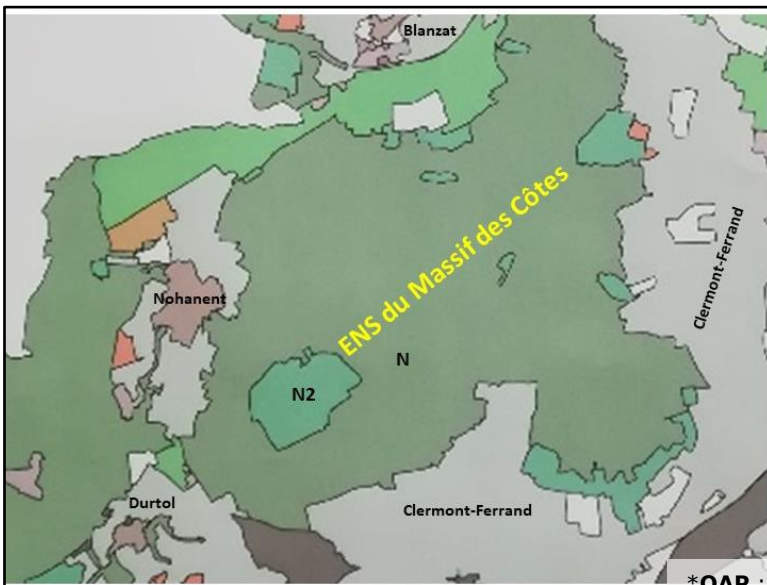 Blanzat
ENS du Massif des Côtes
Clermont-Ferrand
Nohanent
N
N2
Durtol
Clermont-Ferrand
*OAP :